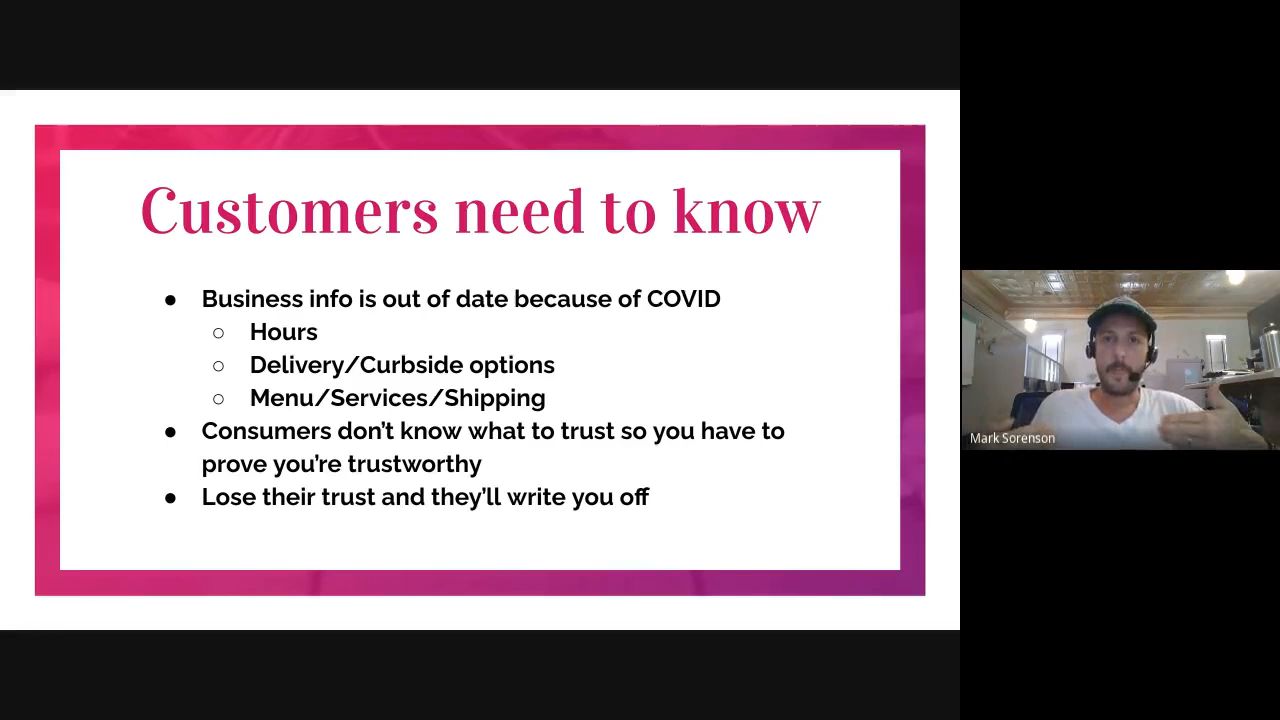 Customers need to know
● Business info is out of date because of COVID
○ Hours
○ Delivery/Curbside options
○ Menu/Services/Shipping
● Consumers don’t know what to trust so you have to
prove you’re trustworthy
● Lose their trust and they’ll write you off
Mark Sorenson